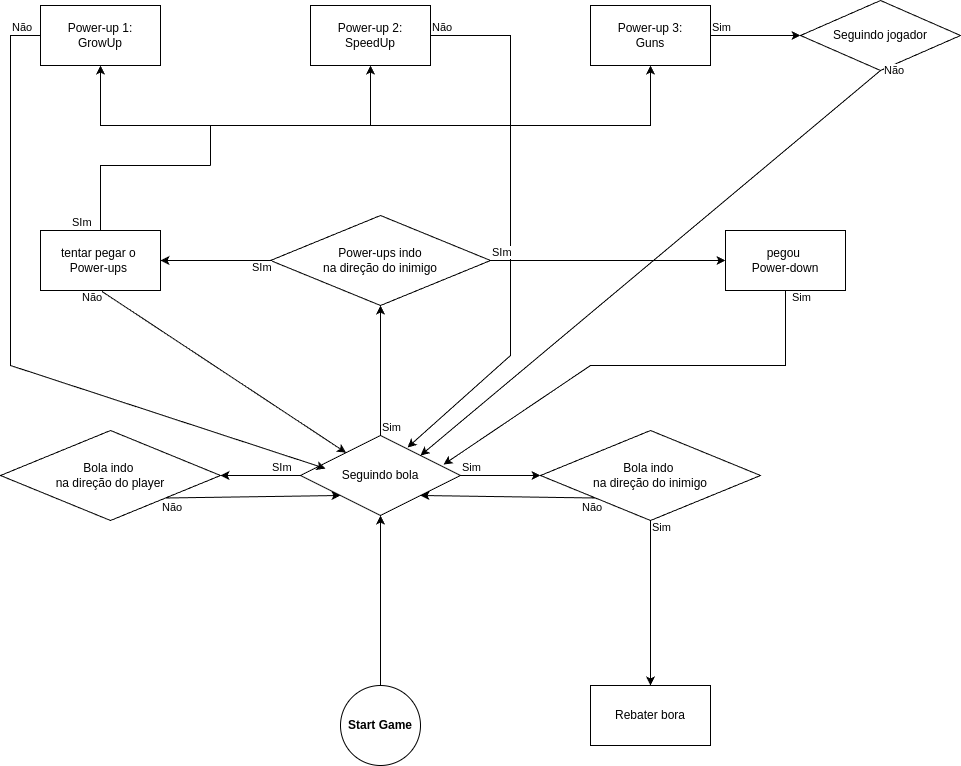 Não
Power-up 1:
GrowUp
Power-up 2:
SpeedUp
Não
Power-up 3:
Guns
Sim
Seguindo jogador
Não
SIm
tentar pegar o
Power-ups
Não
SIm
Power-ups indo
na direção do inimigo
SIm
pegou
Power-down
Sim
Sim
Bola indo
na direção do player
Não
SIm
Seguindo bola
Sim
Bola indo
na direção do inimigo
Não
Sim
Start Game
Rebater bora